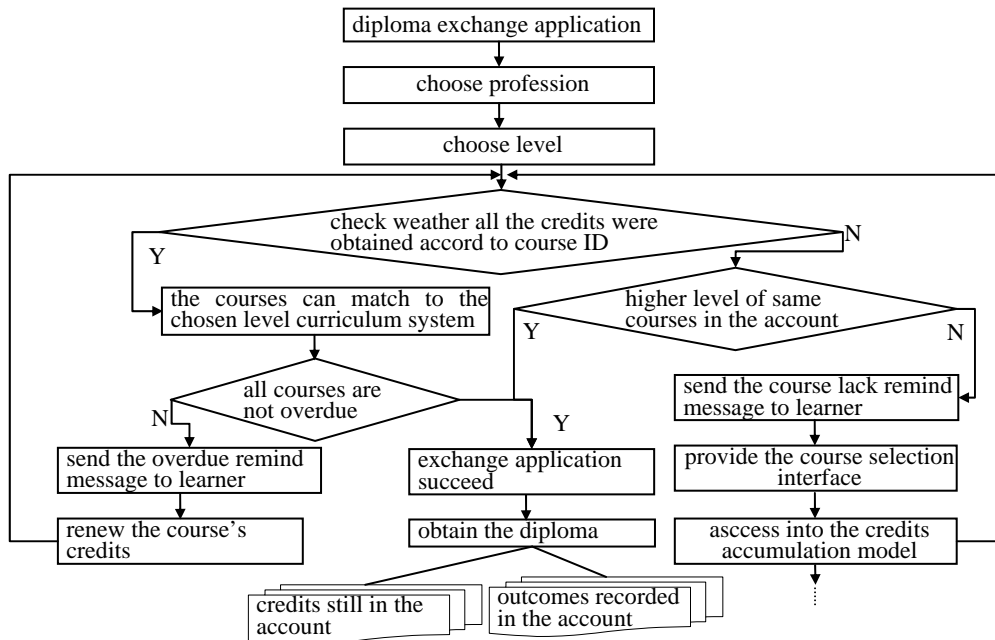 diploma exchange application
choose profession
choose level
check weather all the credits were
obtained accord to course ID
Y
N
the courses can match to the
chosen level curriculum system
higher level of same
courses in the account
Y
N
all courses are
not overdue
N
Y
send the course lack remind
message to learner
send the overdue remind
message to learner
exchange application
succeed
provide the course selection
interface
renew the course's
credits
obtain the diploma
asccess into the credits
accumulation model
credits still in the
account
outcomes recorded
in the account